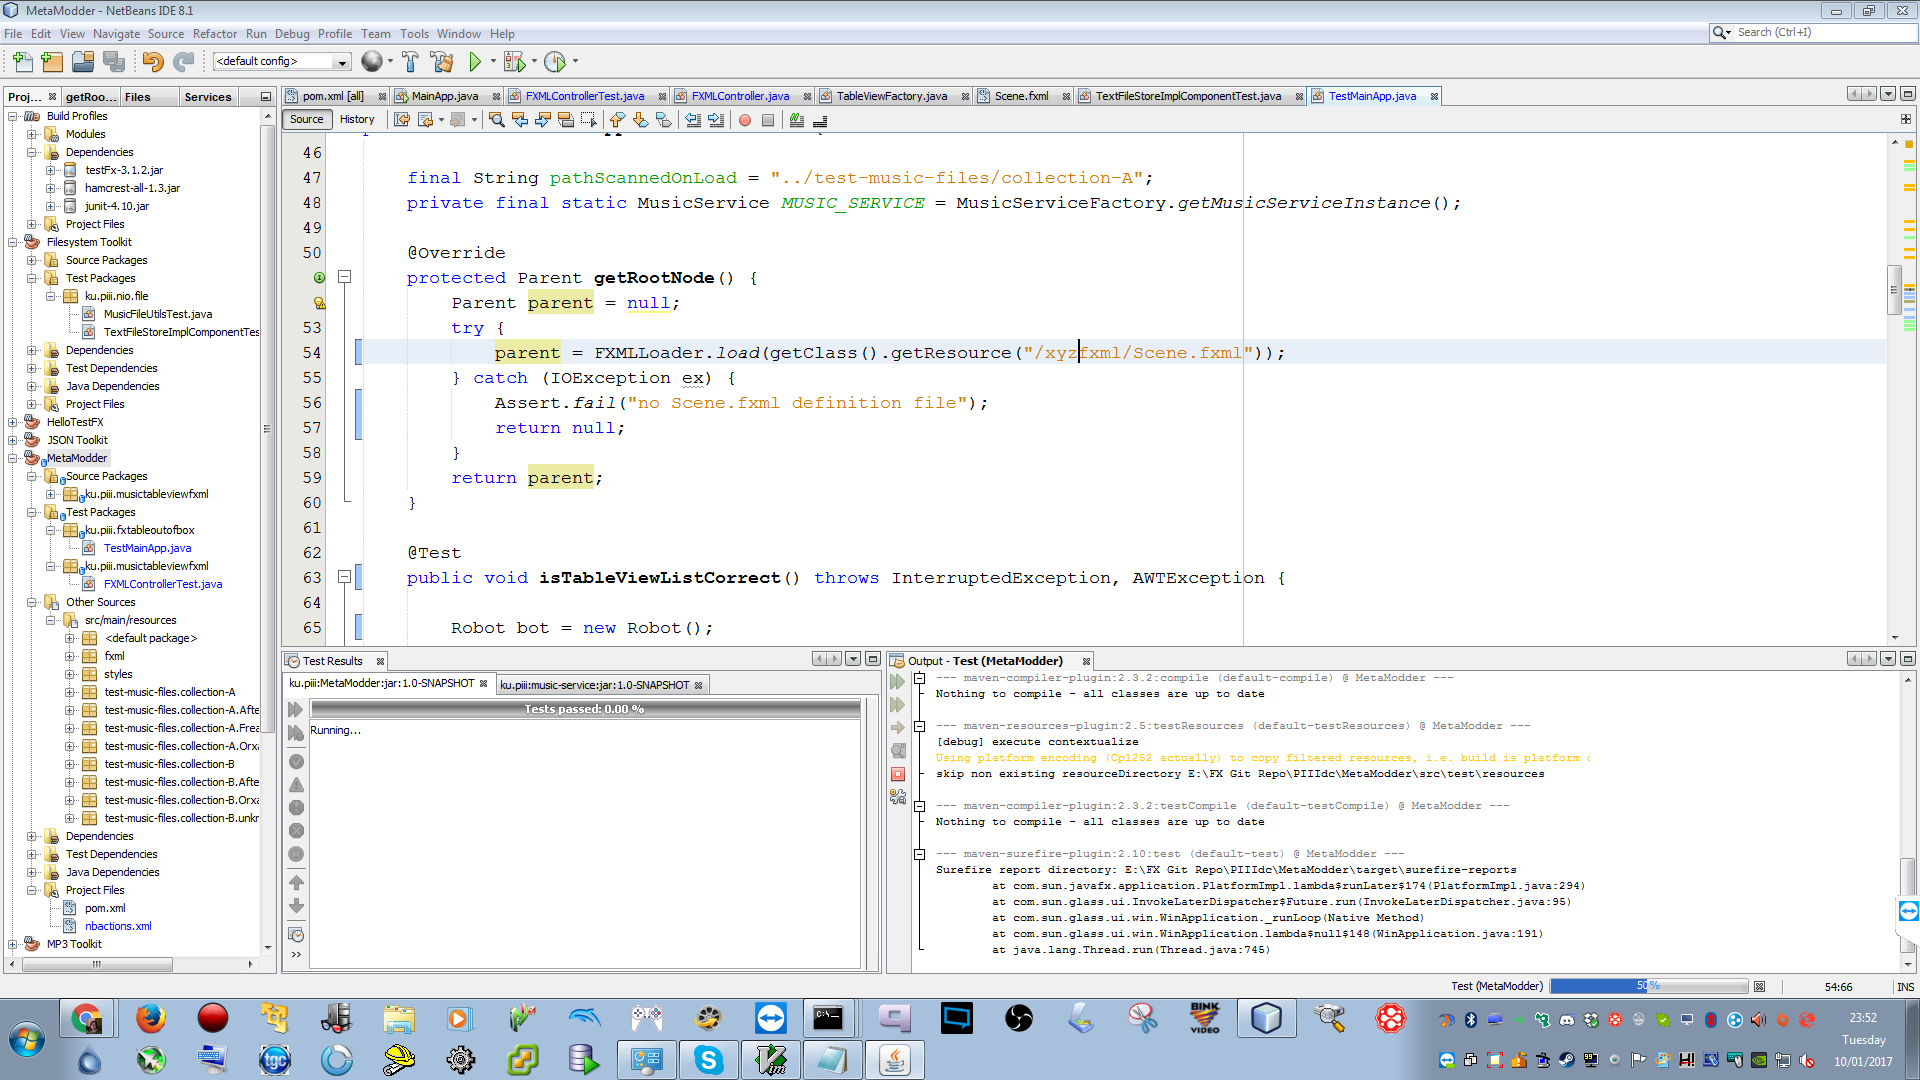 MetaModder - NetBeans IDE 8.1
File Edit View Navigate Source Refactor Run Debug Profile Team Tools Window Help
Search (Ctrl+I)
<default config>
Proj... getRoo... Files Services
pom.xml [all] MainApp.java FXMLControllerTest.java FXMLController.java TableViewFactory.java Scene.fxml TextFileStoreImplComponentTest.java TestMainApp.java
Source History
Build Profiles
Modules
Dependencies
testFx-3.1.2.jar
hamcrest-all-1.3.jar
junit-4.10.jar
Project Files
Filesystem Toolkit
Source Packages
Test Packages
ku.piii.nio.file
MusicFileUtilsTest.java
TextFileStoreImplComponentTes
Dependencies
Test Dependencies
Java Dependencies
Project Files
HelloTestFX
JSON Toolkit
MetaModder
Source Packages
ku.piii.musictableviewfxml
Test Packages
ku.piii.fxtableoutofbox
TestMainApp.java
ku.piii.musictableviewfxml
FXMLControllerTest.java
Other Sources
src/main/resources
<default package>
fxml
styles
test-music-files.collection-A
test-music-files.collection-A.Afte
test-music-files.collection-A.Frea
test-music-files.collection-A.Orxa
test-music-files.collection-B
test-music-files.collection-B.Afte
test-music-files.collection-B.Orxa
test-music-files.collection-B.unkr
Dependencies
Test Dependencies
Java Dependencies
Project Files
pom.xml
nbactions.xml
MP3 Toolkit
46
47 final String pathScannedOnLoad = "../test-music-files/collection-A";
48 private final static MusicService MUSIC_SERVICE = MusicServiceFactory.getMusicServiceInstance();
49
50 @Override
protected Parent getRootNode() {
Parent parent = null;
53 try {
54 parent = FXMLLoader.load(getClass().getResource("/xyzfxml/Scene.fxml"));
55 } catch (IOException ex) {
56 Assert.fail("no Scene.fxml definition file");
57 return null;
58 }
59 return parent;
60 }
61
62 @Test
63 public void isTableViewListCorrect() throws InterruptedException, AWTException {
64
65 Robot bot = new Robot();
Test Results
ku.piii:MetaModder:jar:1.0-SNAPSHOT ku.piii:music-service:jar:1.0-SNAPSHOT
Tests passed: 0.00 %
Running...
Output - Test (MetaModder)
--- maven-compiler-plugin:2.3.2:compile (default-compile) @ MetaModder ---
Nothing to compile - all classes are up to date
--- maven-resources-plugin:2.5:testResources (default-testResources) @ MetaModder ---
[debug] execute contextualize
Using platform encoding (Cp1252 actually) to copy filtered resources, i.e. build is platform
skip non existing resourceDirectory E:\FX Git Repo\PIIIdc\MetaModder\src\test\resources
--- maven-compiler-plugin:2.3.2:testCompile (default-testCompile) @ MetaModder ---
Nothing to compile - all classes are up to date
--- maven-surefire-plugin:2.10:test (default-test) @ MetaModder ---
Surefire report directory: E:\FX Git Repo\PIIIdc\MetaModder\target\surefire-reports
at com.sun.javafx.application.PlatformImpl.lambda$runLater$174(PlatformImpl.java:294)
at com.sun.glass.ui.InvokeLaterDispatcher$Future.run(InvokeLaterDispatcher.java:95)
at com.sun.glass.ui.win.WinApplication._runLoop(Native Method)
at com.sun.glass.ui.win.WinApplication.lambda$null$148(WinApplication.java:191)
at java.lang.Thread.run(Thread.java:745)
Test (MetaModder) 50% 54:66 INS
BINK VIDEO
tgc
23:52
Tuesday
10/01/2017